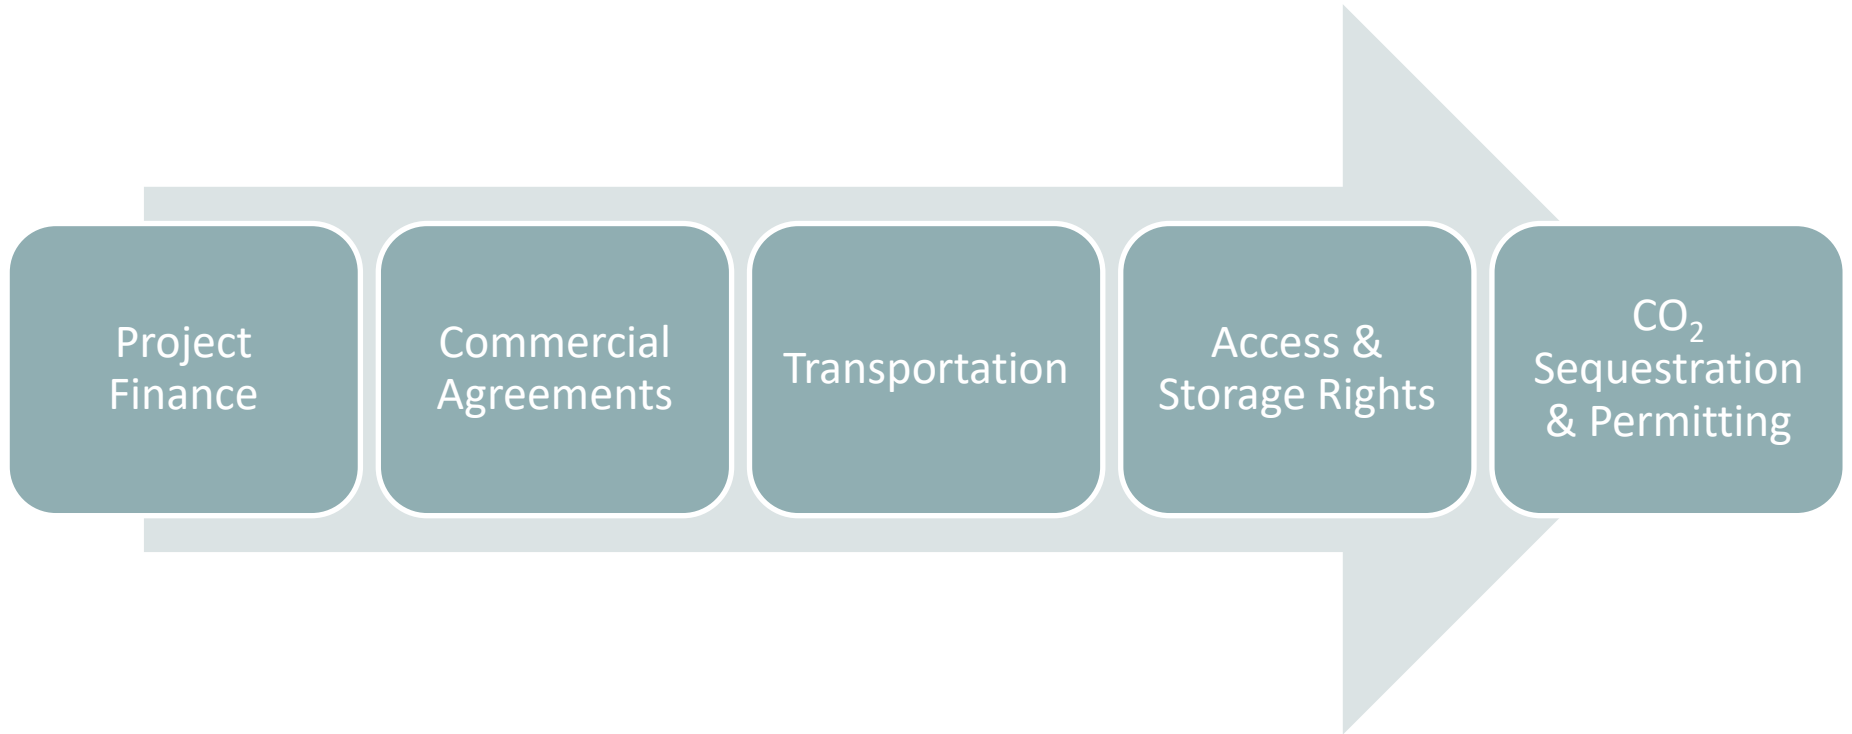 Project
Finance
Commercial
Agreements
Transportation
Access &
Storage Rights
CO₂
Sequestration
& Permitting